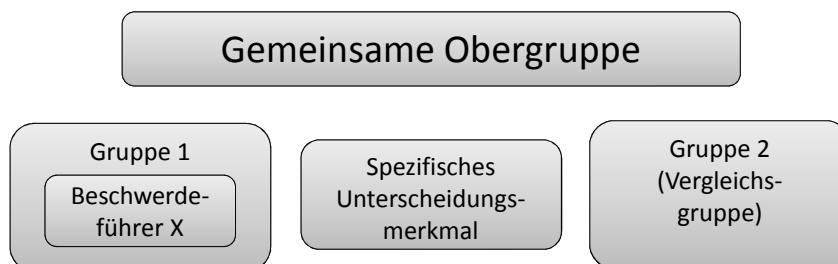 Gemeinsame Obergruppe
Gruppe 1
Beschwerde-
führer X
Spezifisches
Unterscheidungs-
merkmal
Gruppe 2
(Vergleichs-
gruppe)